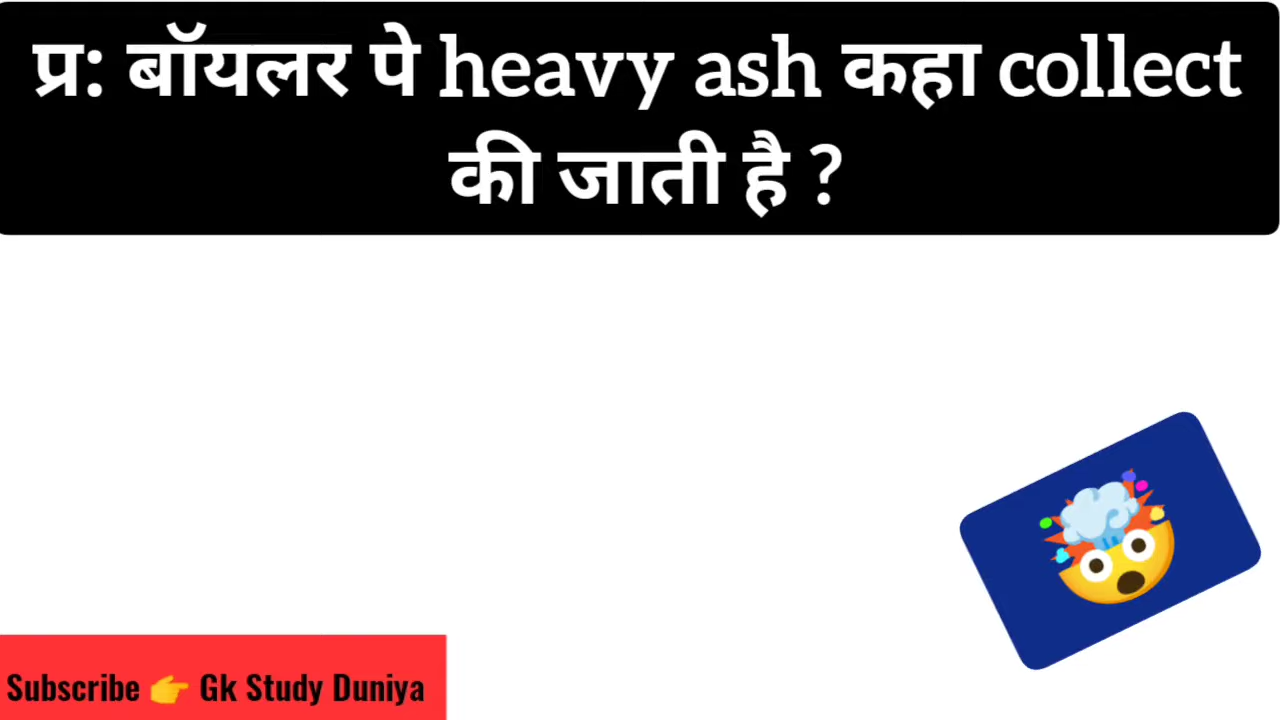 प्र: बॉयलर पे heavy ash कहा collect
की जाती है ?
Subscribe 👉 Gk Study Duniya